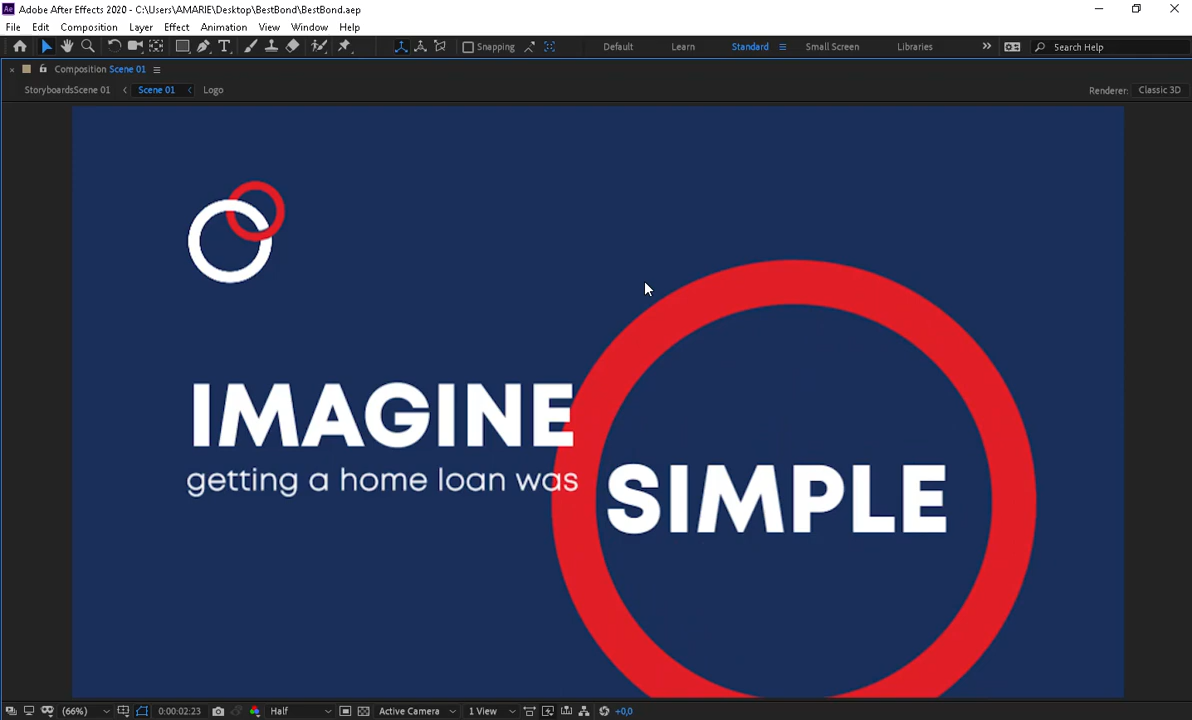 Adobe After Effects 2020 - C:\Users\AMARIE\Desktop\BestBond\BestBond.aep
File Edit Composition Layer Effect Animation View Window Help
Snapping Default Learn Standard Small Screen Libraries Search Help
Composition Scene 01
StoryboardsScene 01 Scene 01 Logo Renderer: Classic 3D
IMAGINE
getting a home loan was
SIMPLE
(66%) 0:00:02:23 Half Active Camera 1 View +0,0